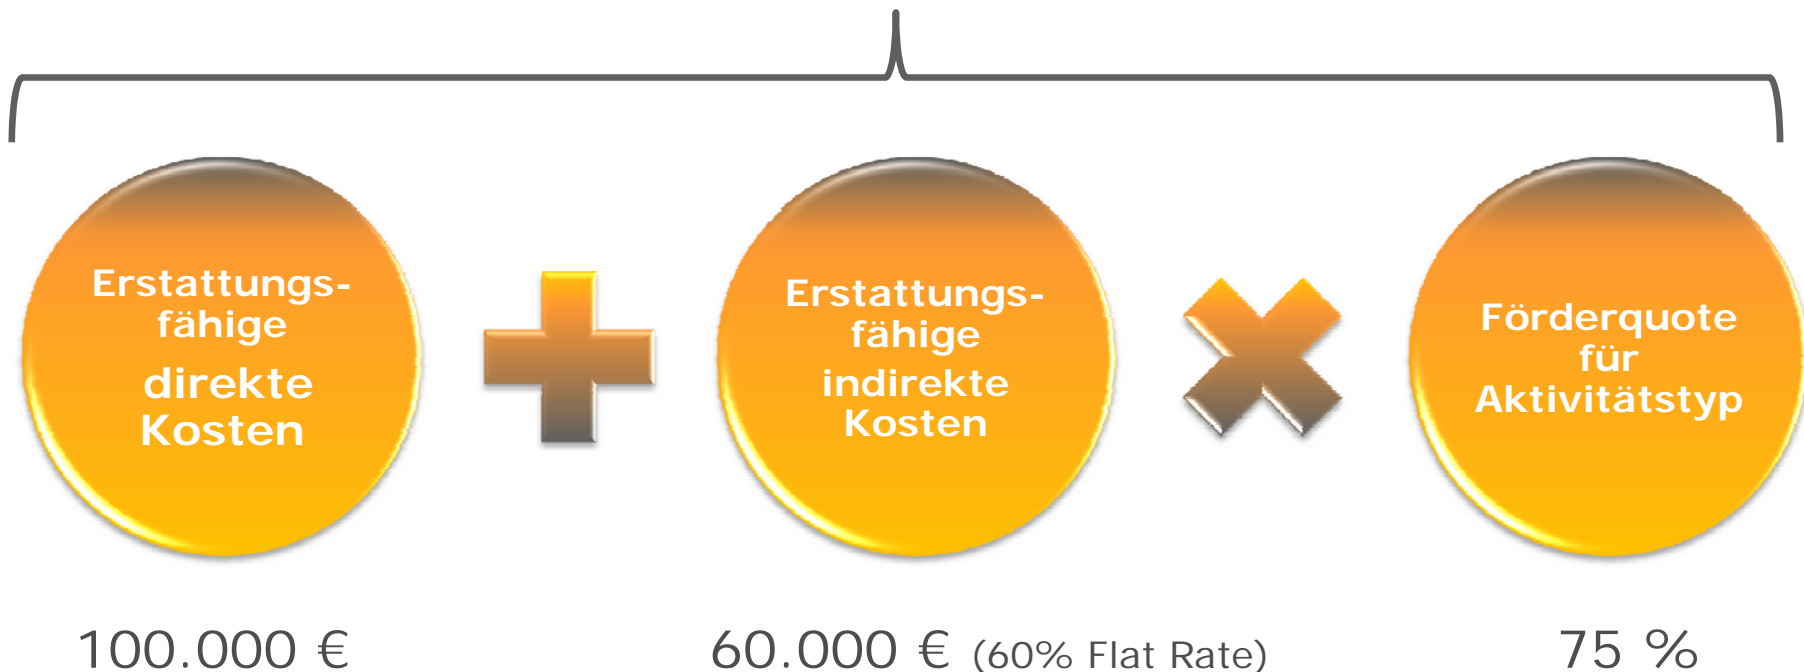 Erstattungs-
fähige
direkte
Kosten
Erstattungs-
fähige
indirekte
Kosten
Förderquote
für
Aktivitätstyp
100.000 €
60.000 € (60% Flat Rate)
75 %